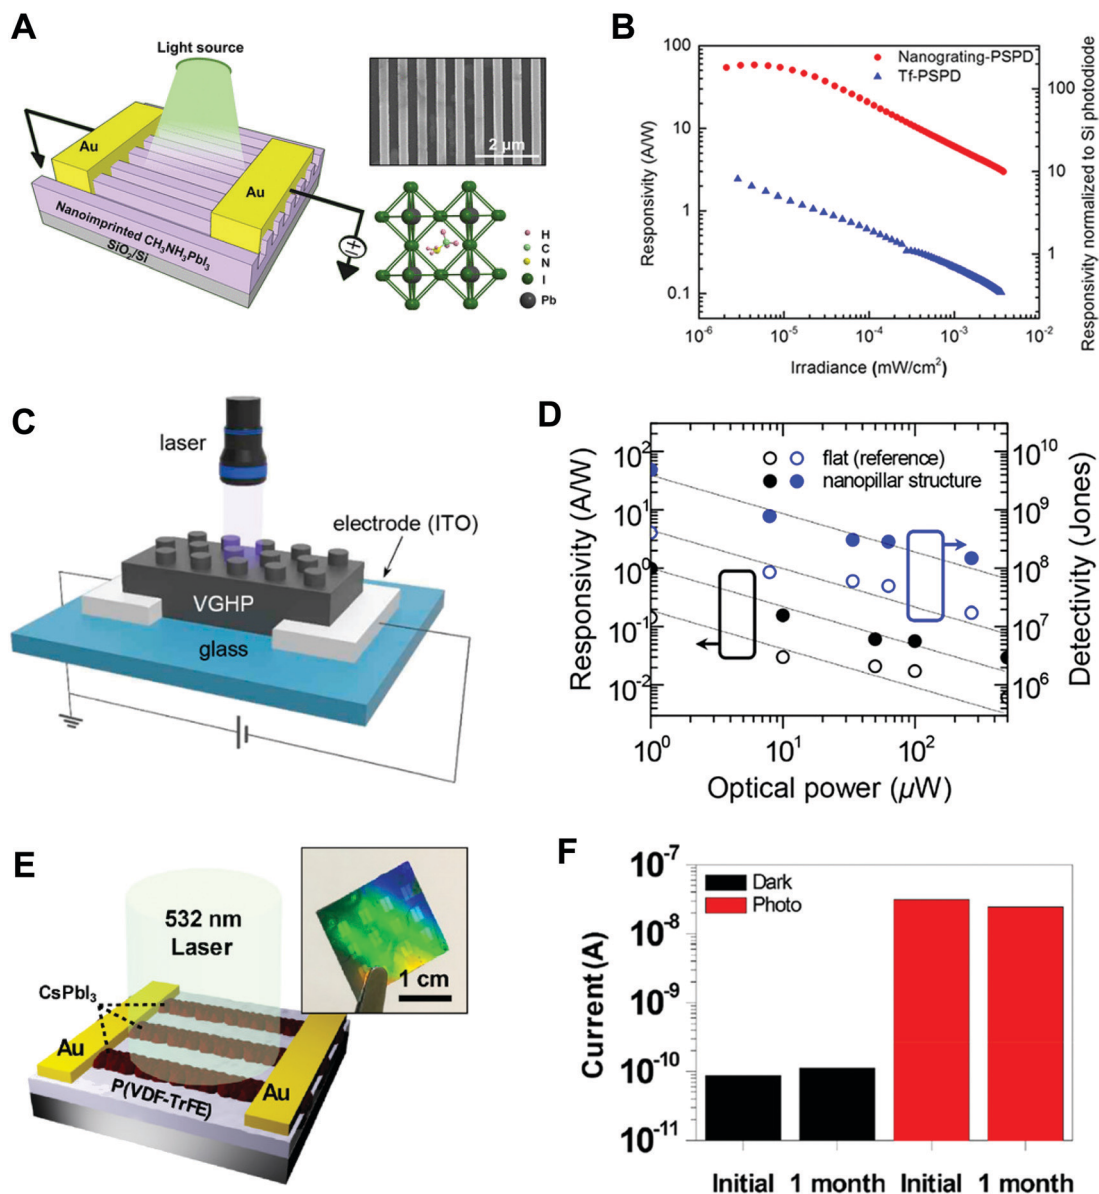 A
Light source
Au
Au
Nanoimprinted CH₃NH₃PbI₃
SiO₂/Si
2 μm
H
C
N
I
Pb
B
Responsivity (A/W)
100
10
1
0.1
Nanograting-PSPD
Tf-PSPD
100
10
1
Responsivity normalized to Si photodiode
10⁻⁶ 10⁻⁵ 10⁻⁴ 10⁻³ 10⁻²
Irradiance (mW/cm²)
C
laser
electrode (ITO)
VGHP
glass
D
Responsivity (A/W)
10²
10¹
10⁰
10⁻¹
10⁻²
flat (reference)
nanopillar structure
10¹⁰
10⁹
10⁸
10⁷
10⁶
Detectivity (Jones)
10⁰ 10¹ 10²
Optical power (μW)
E
532 nm
Laser
1 cm
CsPbI₃
Au
Au
P(VDF-TrFE)
F
Current (A)
10⁻⁷
10⁻⁸
10⁻⁹
10⁻¹⁰
10⁻¹¹
Dark
Photo
Initial 1 month Initial 1 month